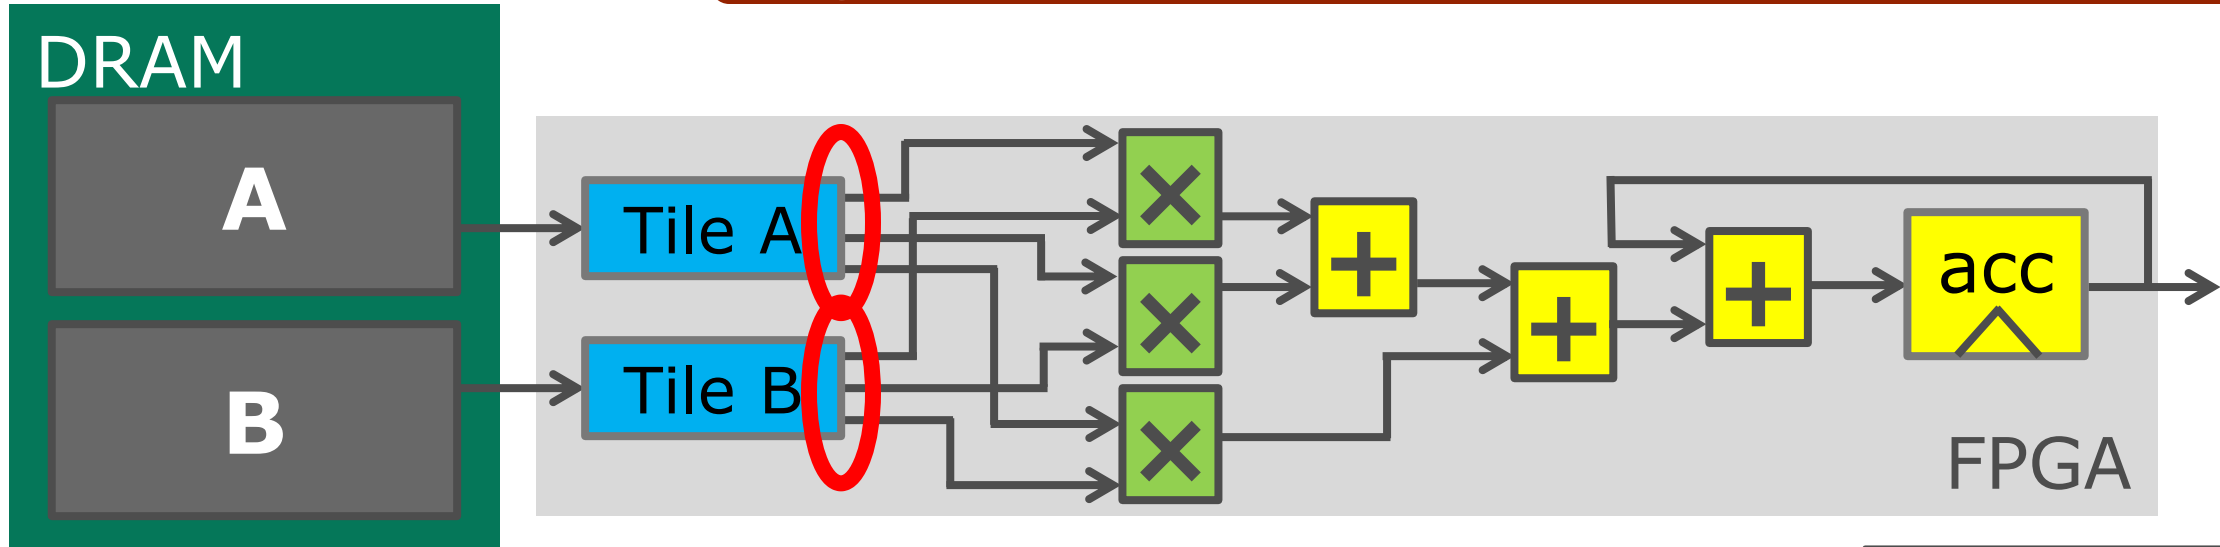 DRAM
A
B
Tile A
Tile B
×
×
×
+
+
+
acc
FPGA